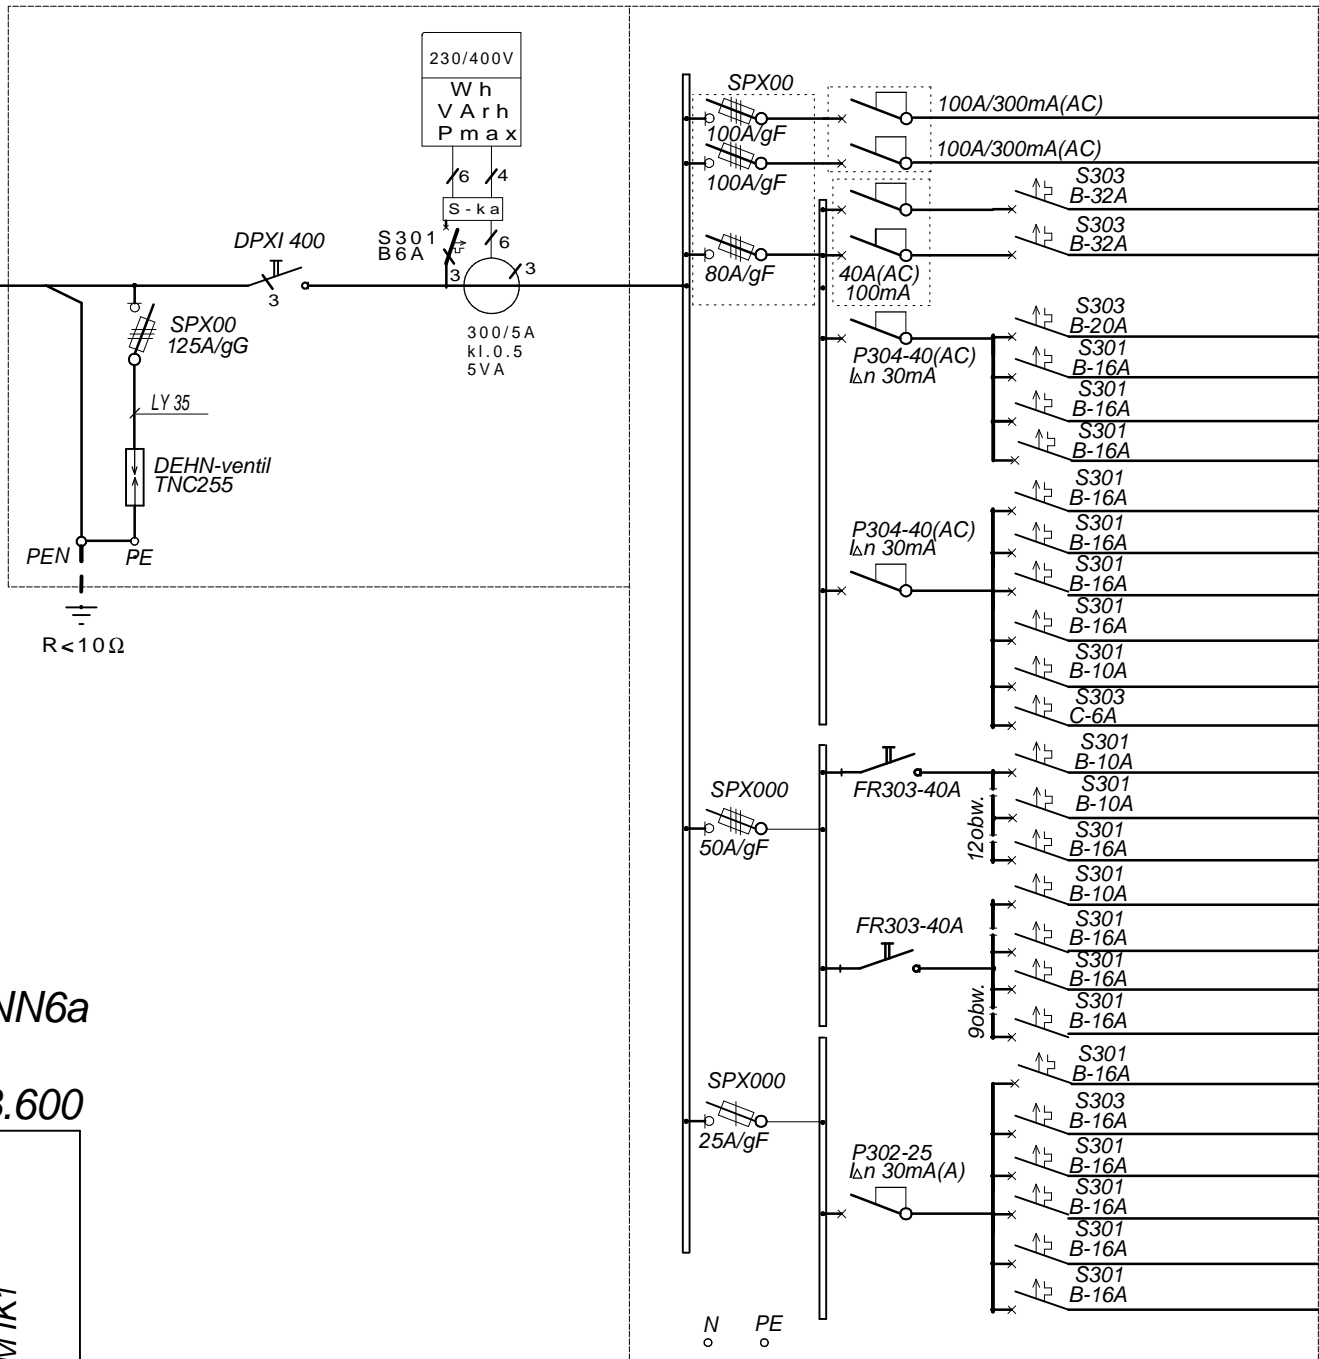 230/400V
Wh
VArh
Pmax
6
4
S-ka
S301
B6A
6
3
3
DPXI 400
3
300/5A
kl.0.5
5VA
SPX00
125A/gG
LY 35
DEHN-ventil
TNC255
PEN
PE
R<10Ω
NN6a
3.600
SPX00
100A/gF
100A/gF
80A/gF
100A/300mA(AC)
100A/300mA(AC)
S303
B-32A
S303
B-32A
40A(AC)
100mA
P304-40(AC)
I∆n 30mA
S303
B-20A
S301
B-16A
S301
B-16A
S301
B-16A
P304-40(AC)
I∆n 30mA
S301
B-16A
S301
B-16A
S301
B-16A
S301
B-16A
S301
B-10A
S303
C-6A
SPX000
50A/gF
FR303-40A
12obw.
S301
B-10A
S301
B-10A
S301
B-16A
FR303-40A
9obw.
S301
B-10A
S301
B-16A
S301
B-16A
S301
B-16A
SPX000
25A/gF
P302-25
I∆n 30mA(A)
S301
B-16A
S303
B-16A
S301
B-16A
S301
B-16A
S301
B-16A
S301
B-16A
N
PE